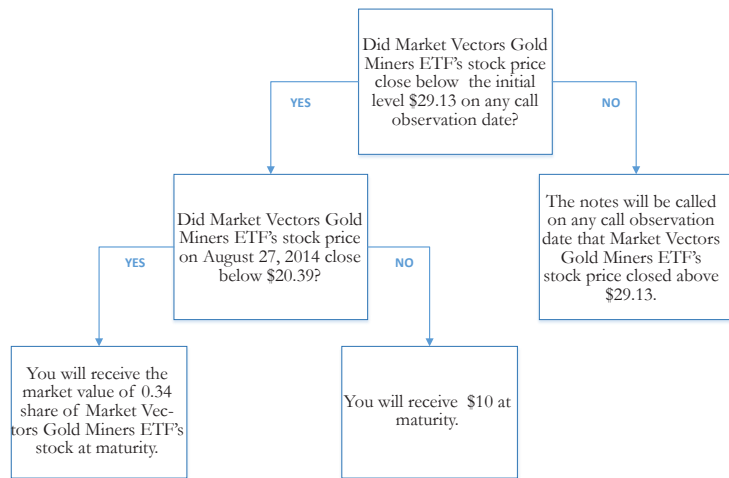 Did Market Vectors Gold
Miners ETF's stock price
close below the initial
level $29.13 on any call
observation date?
YES
NO
Did Market Vectors Gold
Miners ETF's stock price
on August 27, 2014 close
below $20.39?
The notes will be called
on any call observation
date that Market Vectors
Gold Miners ETF's
stock price closed above
$29.13.
YES
NO
You will receive the
market value of 0.34
share of Market Vec-
tors Gold Miners ETF's
stock at maturity.
You will receive $10 at
maturity.